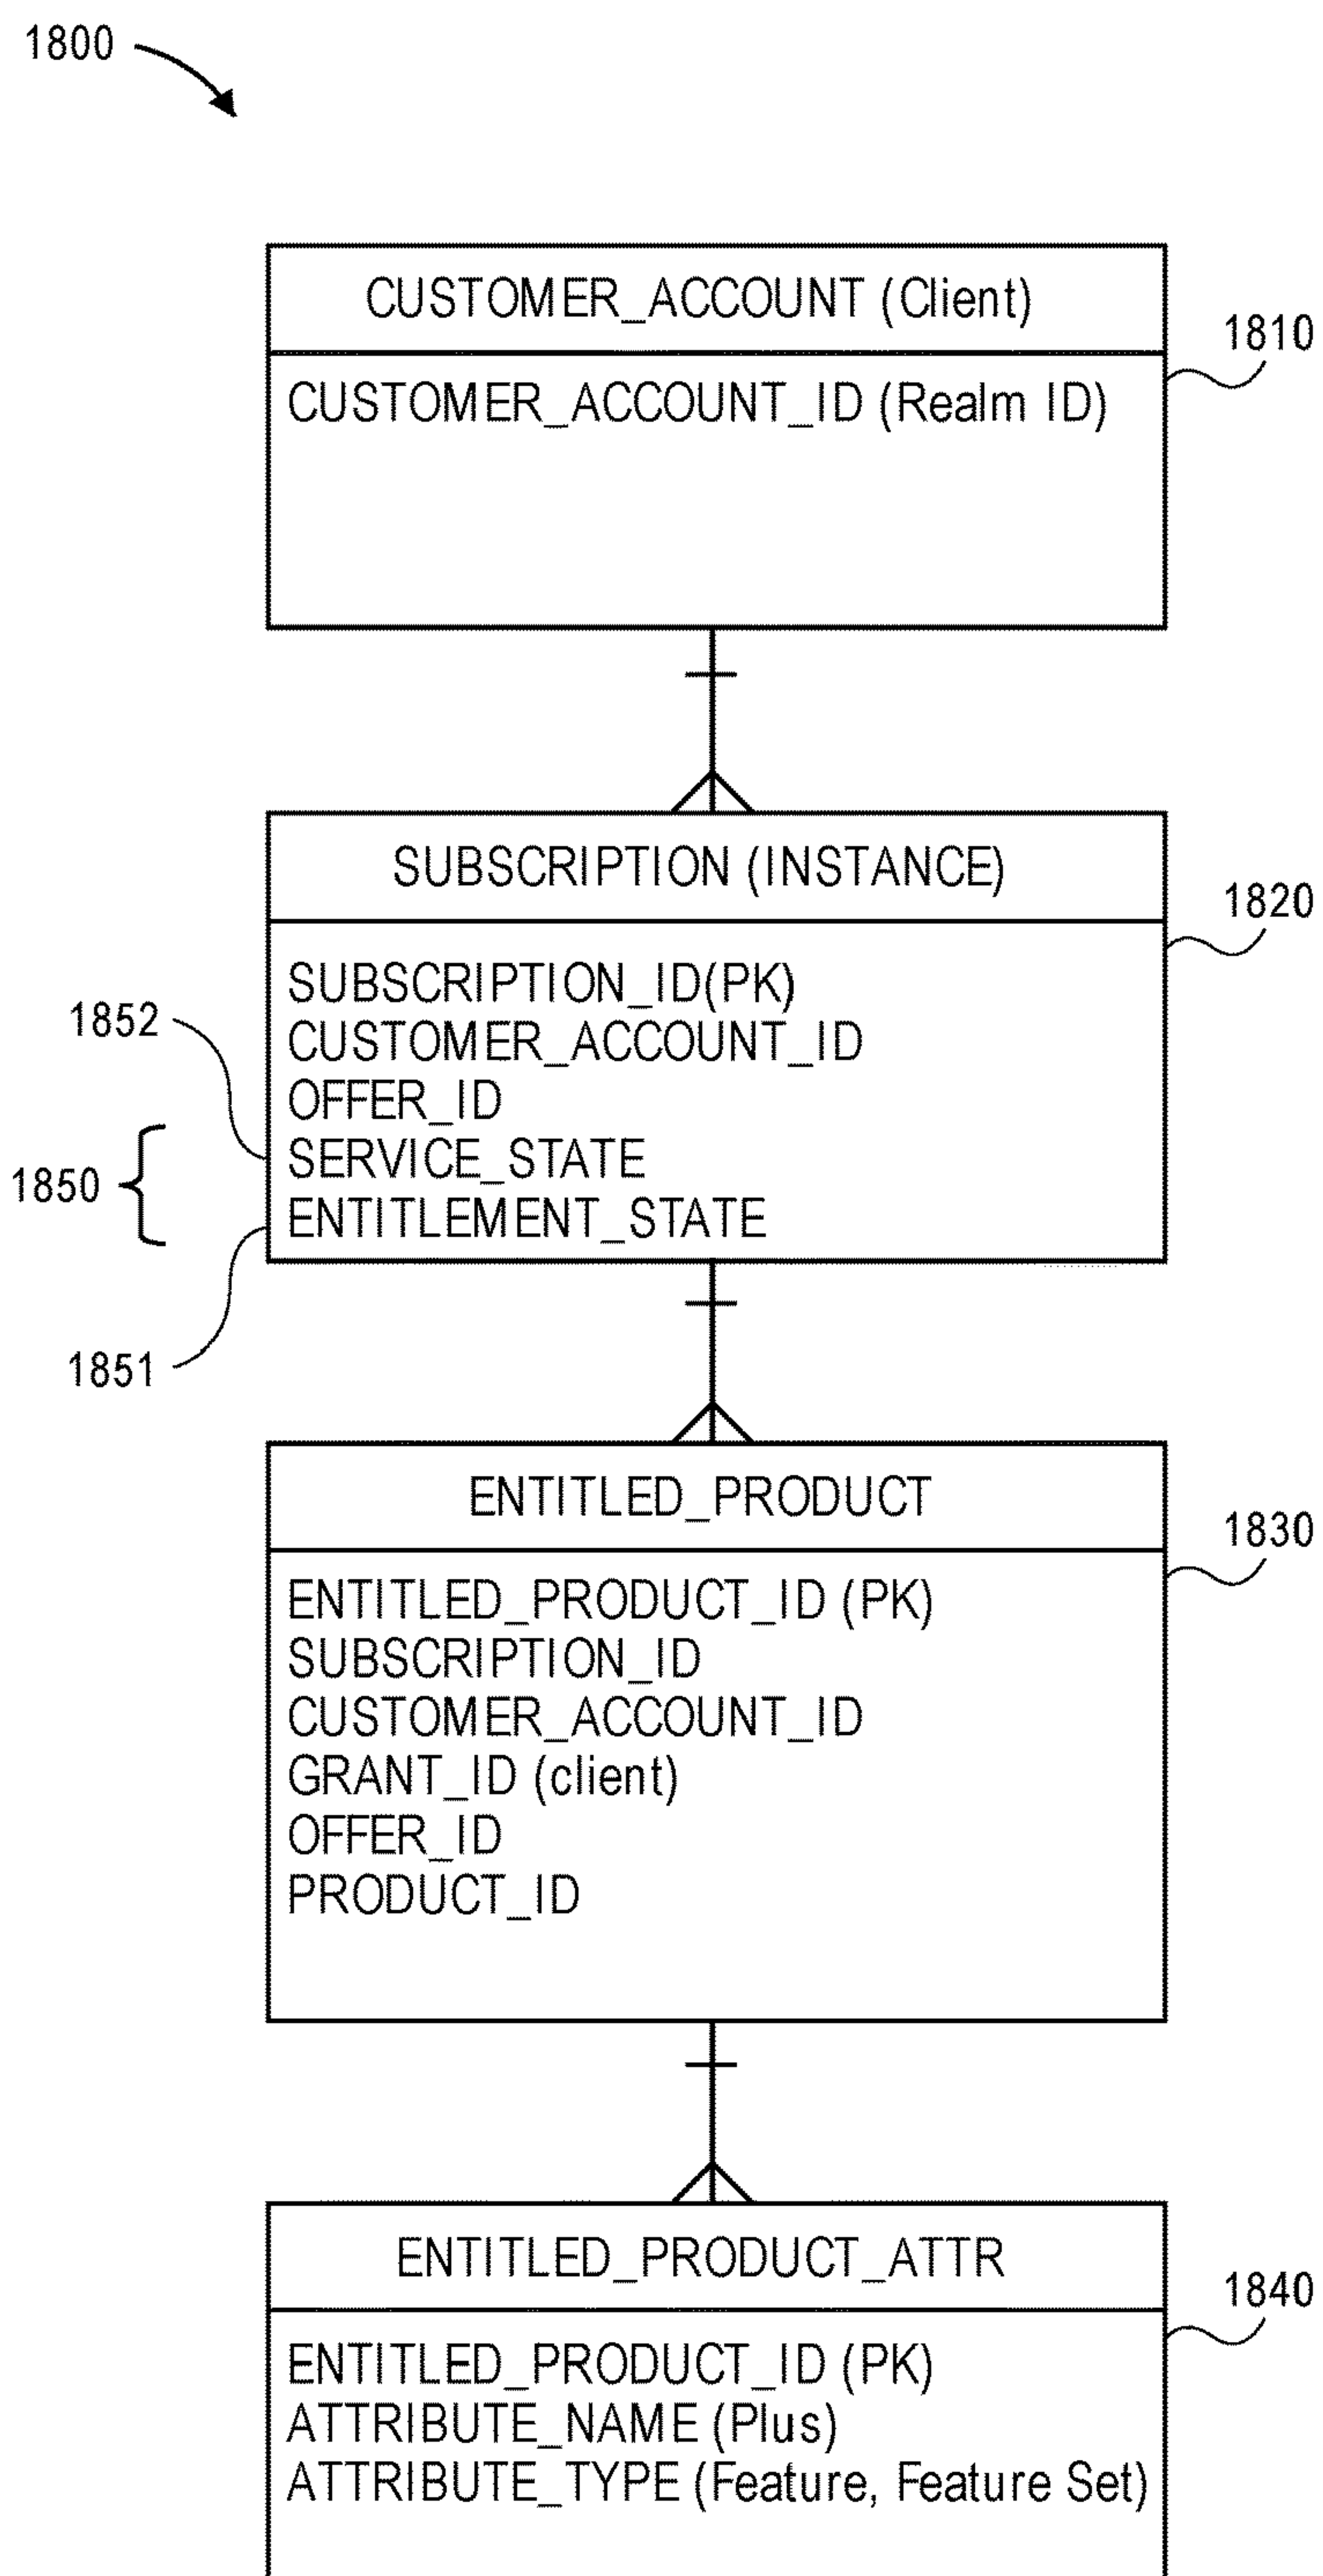 1800
CUSTOMER_ACCOUNT (Client)
1810
CUSTOMER_ACCOUNT_ID (Realm ID)
SUBSCRIPTION (INSTANCE)
1820
SUBSCRIPTION_ID(PK)
1852
CUSTOMER_ACCOUNT_ID
OFFER_ID
SERVICE_STATE
1850
ENTITLEMENT_STATE
1851
ENTITLED_PRODUCT
1830
ENTITLED_PRODUCT_ID (PK)
SUBSCRIPTION_ID
CUSTOMER_ACCOUNT_ID
GRANT_ID (client)
OFFER_ID
PRODUCT_ID
ENTITLED_PRODUCT_ATTR
1840
ENTITLED_PRODUCT_ID (PK)
ATTRIBUTE_NAME (Plus)
ATTRIBUTE_TYPE (Feature, Feature Set)